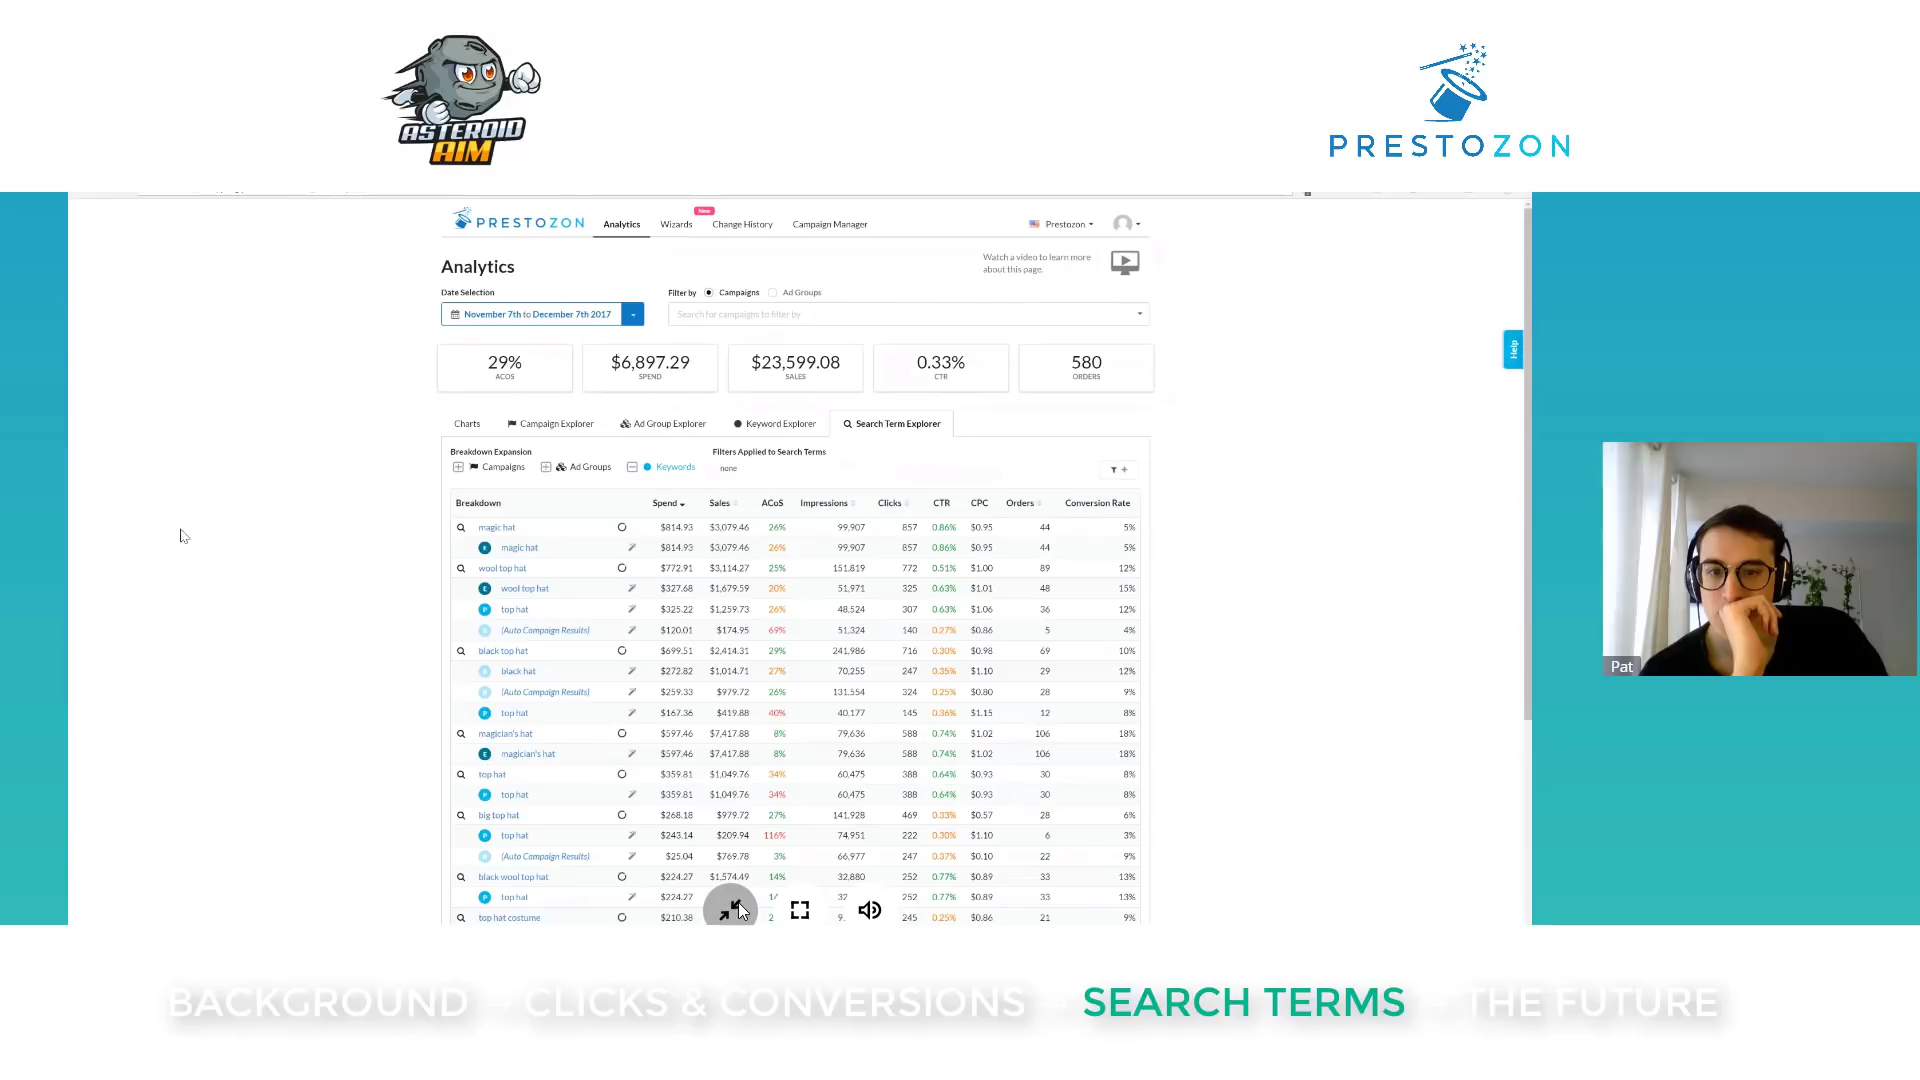 ASTEROID
AIM
PRESTOZON
PRESTOZON Analytics Wizards New Change History Campaign Manager Prestozon
Analytics
Watch a video to learn more
about this page.
Date Selection
Filter by Campaigns Ad Groups
November 7th to December 7th 2017
Search for campaigns to filter by
Help
29% $6,897.29 $23,599.08 0.33% 580
ACOS SPEND SALES CTR ORDERS
Charts Campaign Explorer Ad Group Explorer Keyword Explorer Search Term Explorer
Breakdown Expansion Filters Applied to Search Terms
Campaigns Ad Groups Keywords none
Breakdown Spend Sales ACoS Impressions Clicks CTR CPC Orders Conversion Rate
magic hat $814.93 $3,079.46 26% 99,907 857 0.86% $0.95 44 5%
E magic hat $814.93 $3,079.46 26% 99,907 857 0.86% $0.95 44 5%
wool top hat $772.91 $3,114.27 25% 151,819 772 0.51% $1.00 89 12%
E wool top hat $327.68 $1,679.59 20% 51,971 325 0.63% $1.01 48 15%
P top hat $325.22 $1,259.73 26% 48,524 307 0.63% $1.06 36 12%
(Auto Campaign Results) $120.01 $174.95 69% 51,324 140 0.27% $0.86 5 4%
black top hat $699.51 $2,414.31 29% 241,986 716 0.30% $0.98 69 10%
black hat $272.82 $1,014.71 27% 70,255 247 0.35% $1.10 29 12%
(Auto Campaign Results) $259.33 $979.72 26% 131,554 324 0.25% $0.80 28 9%
P top hat $167.36 $419.88 40% 40,177 145 0.36% $1.15 12 8%
magician's hat $597.46 $7,417.88 8% 79,636 588 0.74% $1.02 106 18%
E magician's hat $597.46 $7,417.88 8% 79,636 588 0.74% $1.02 106 18%
top hat $359.81 $1,049.76 34% 60,475 388 0.64% $0.93 30 8%
P top hat $359.81 $1,049.76 34% 60,475 388 0.64% $0.93 30 8%
big top hat $268.18 $979.72 27% 141,928 469 0.33% $0.57 28 6%
P top hat $243.14 $209.94 116% 74,951 222 0.30% $1.10 6 3%
(Auto Campaign Results) $25.04 $769.78 3% 66,977 247 0.37% $0.10 22 9%
black wool top hat $224.27 $1,574.49 14% 32,880 252 0.77% $0.89 33 13%
P top hat $224.27 252 0.77% $0.89 33 13%
top hat costume $210.38 245 0.25% $0.86 21 9%
Pat
BACKGROUND – CLICKS & CONVERSIONS – SEARCH TERMS – THE FUTURE